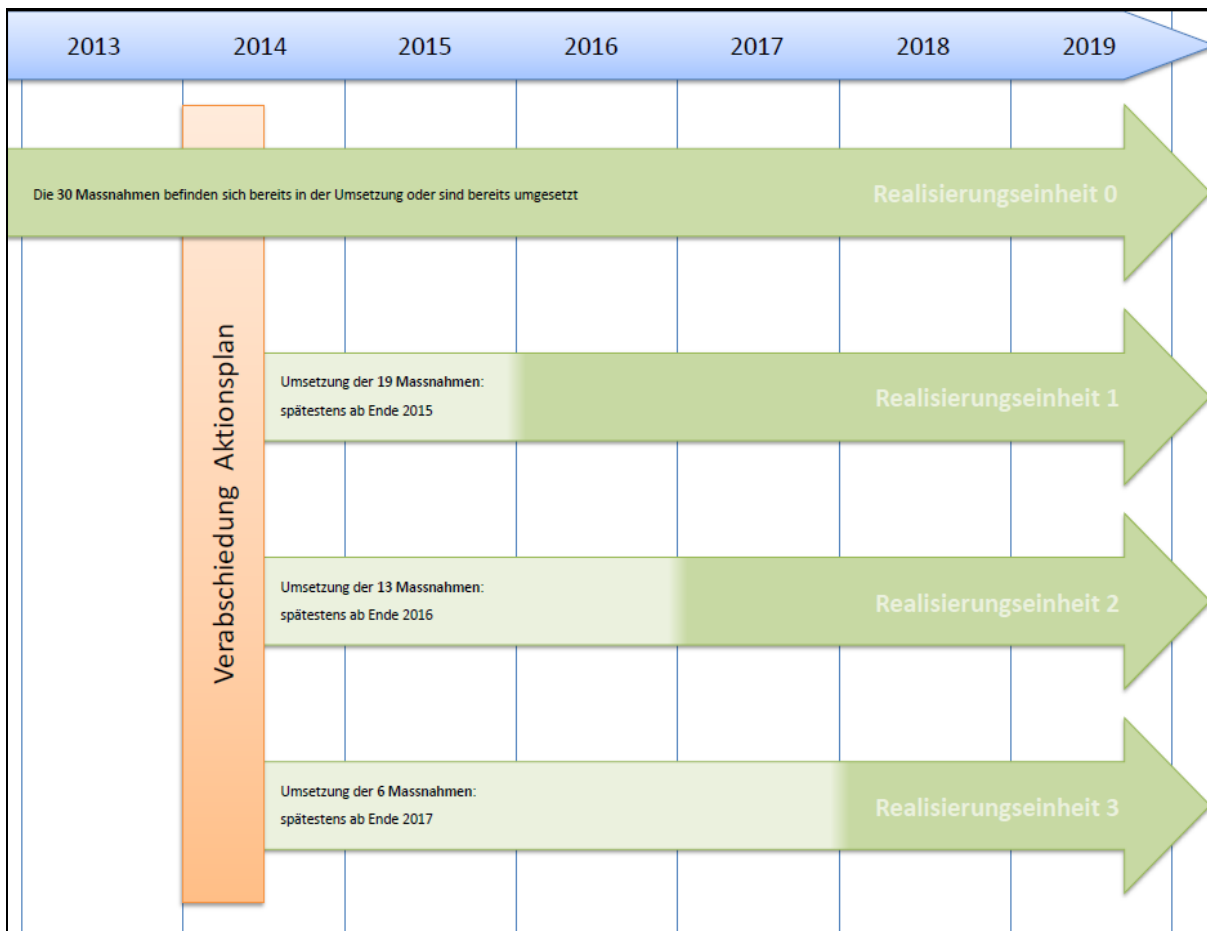 2013 2014 2015 2016 2017 2018 2019
Die 30 Massnahmen befinden sich bereits in der Umsetzung oder sind bereits umgesetzt
Realisierungseinheit 0
Verabschiedung Aktionsplan
Umsetzung der 19 Massnahmen:
spätestens ab Ende 2015
Realisierungseinheit 1
Umsetzung der 13 Massnahmen:
spätestens ab Ende 2016
Realisierungseinheit 2
Umsetzung der 6 Massnahmen:
spätestens ab Ende 2017
Realisierungseinheit 3